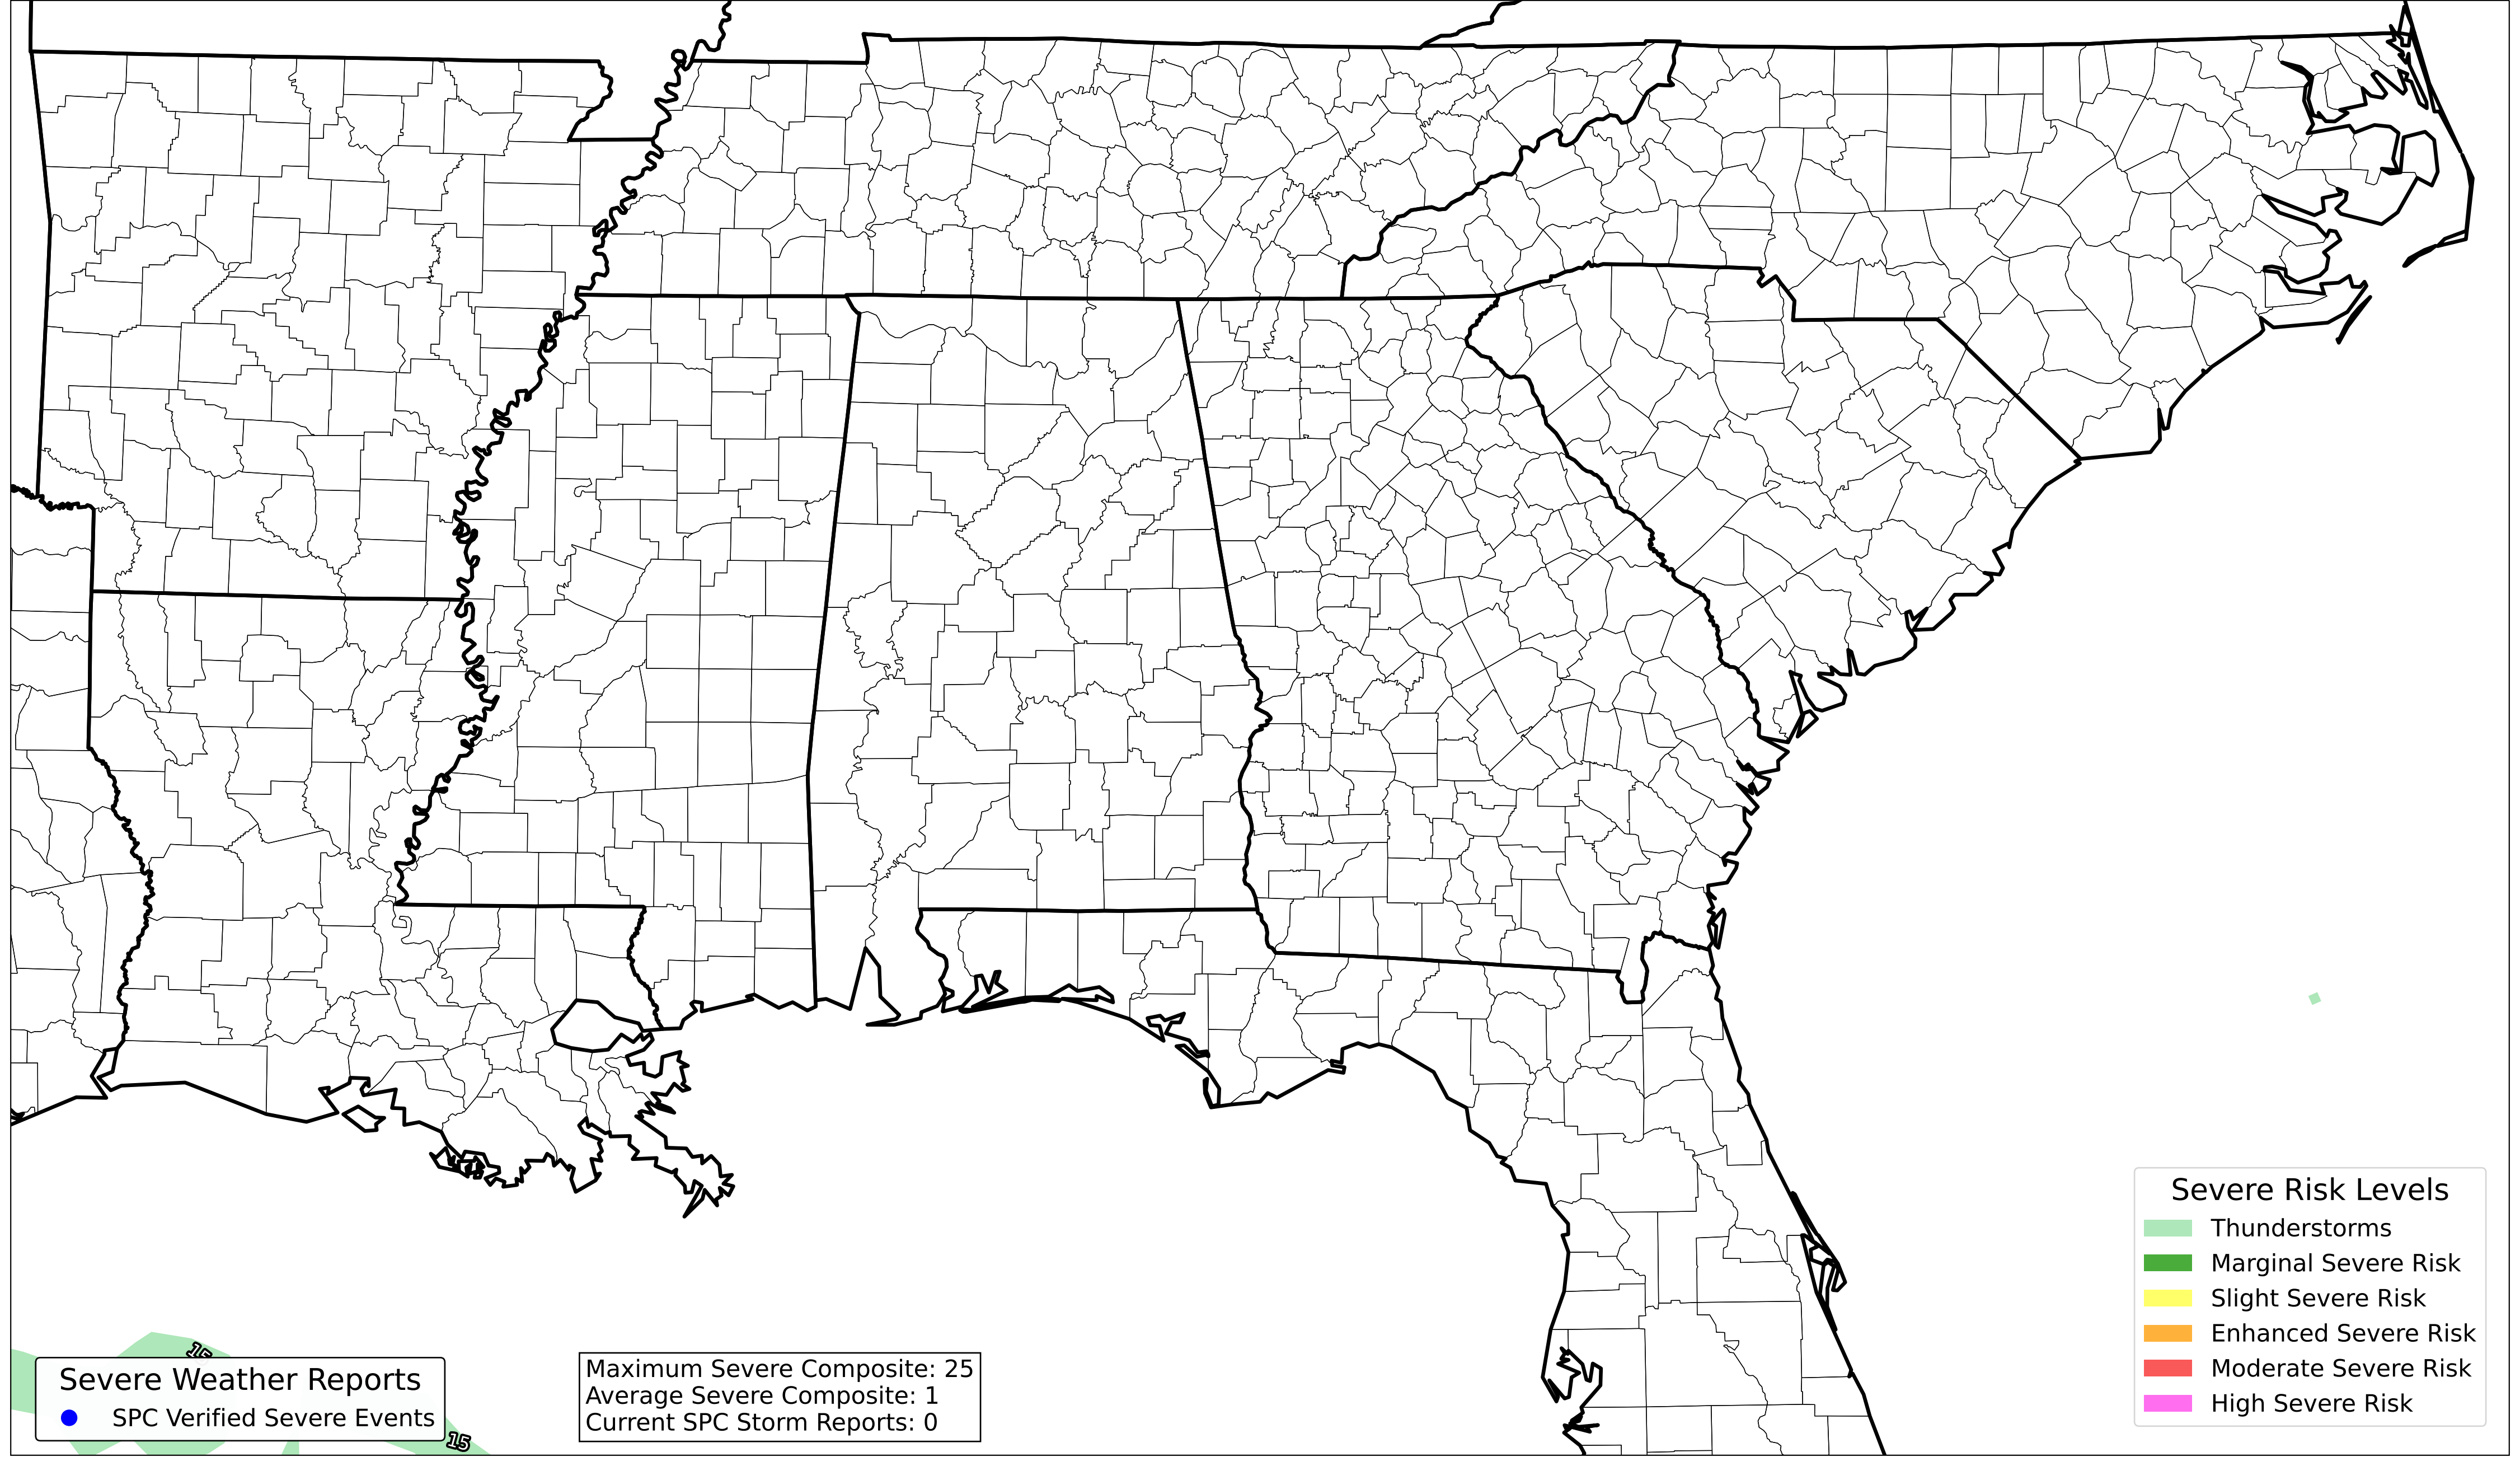 15
Severe Weather Reports
SPC Verified Severe Events
15
Maximum Severe Composite: 25
Average Severe Composite: 1
Current SPC Storm Reports: 0
Severe Risk Levels
Thunderstorms
Marginal Severe Risk
Slight Severe Risk
Enhanced Severe Risk
Moderate Severe Risk
High Severe Risk